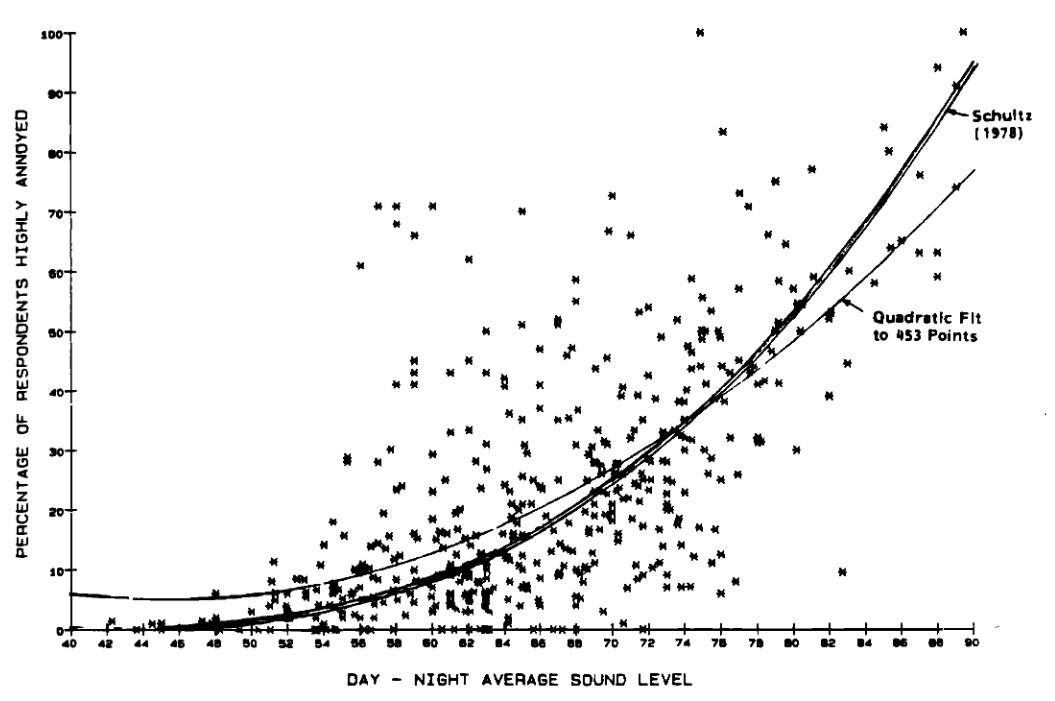 100
90
80
70
60
50
40
30
20
10
0
PERCENTAGE OF RESPONDENTS HIGHLY ANNOYED
Schultz
(1978)
Quadratic Fit
to 453 Points
40 42 44 46 48 50 52 54 56 58 60 62 64 66 68 70 72 74 76 78 80 82 84 86 88 90
DAY - NIGHT AVERAGE SOUND LEVEL